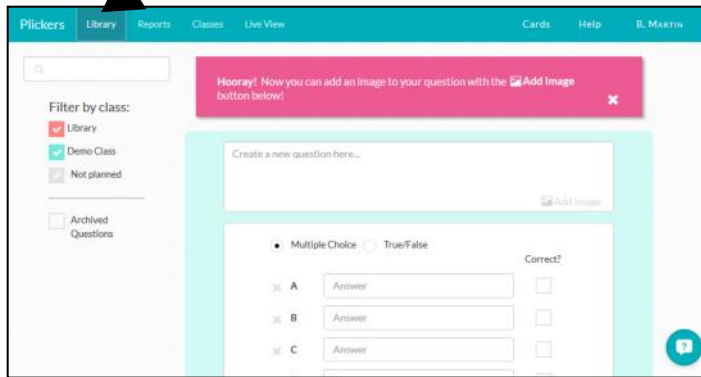 Plickers Library Reports Classes Live View Cards Help B. MARTIN
Hooray! Now you can add an image to your question with the Add Image
button below!
Filter by class:
Library
Demo Class
Not planned
Archived
Questions
Create a new question here...
Add Image
Multiple Choice True/False
Correct?
A Answer
B Answer
C Answer